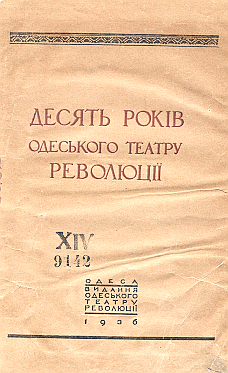 ДЕСЯТЬ РОКІВ
ОДЕСЬКОГО ТЕАТРУ
РЕВОЛЮЦІЇ
XIV
9142
ОДЕСА
ВИДАННЯ
ОДЕСЬКОГО
ТЕАТРУ
РЕВОЛЮЦІЇ
1936